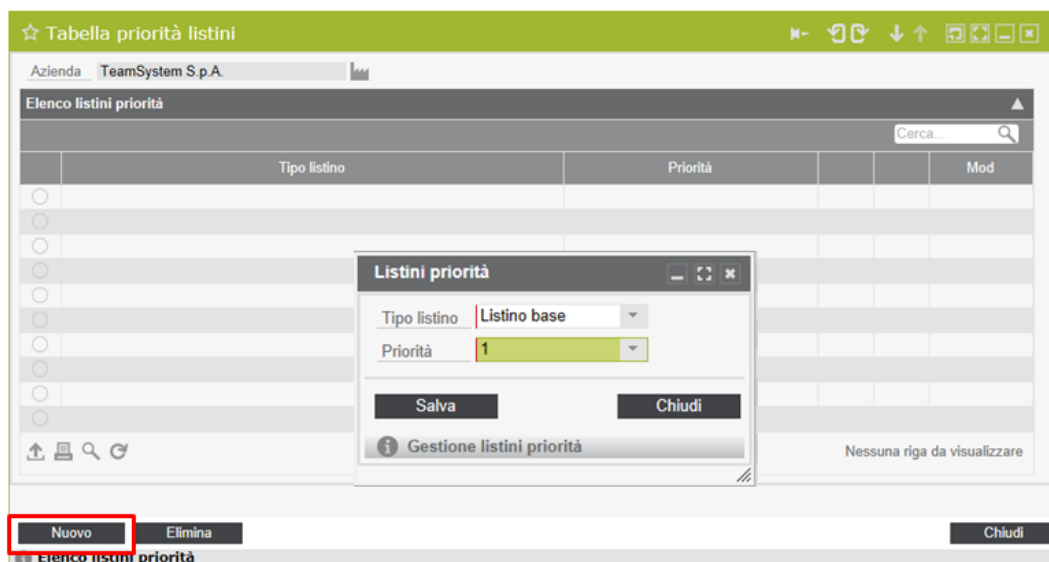 Tabella priorità listini
Azienda TeamSystem S.p.A.
Elenco listini priorità
Cerca...
Tipo listino Priorità Mod
Listini priorità
Tipo listino Listino base
Priorità 1
Salva Chiudi
Gestione listini priorità
Nessuna riga da visualizzare
Nuovo Elimina Chiudi
Elenco listini priorità